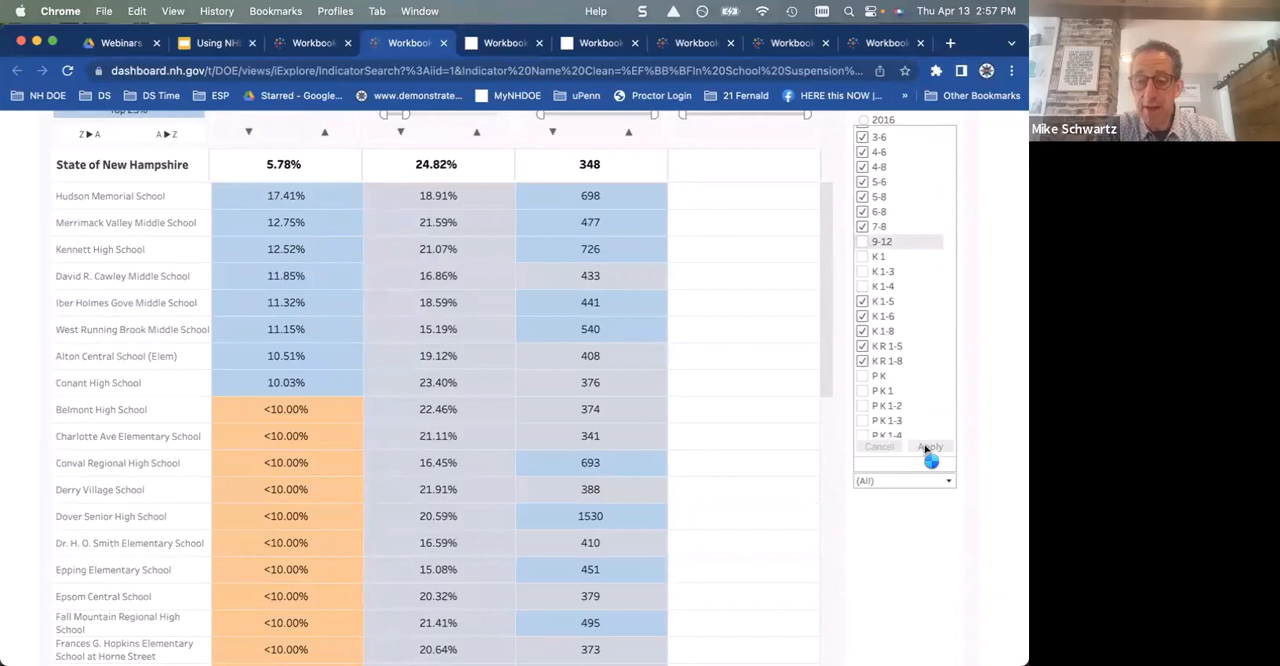 Chrome File Edit View History Bookmarks Profiles Tab Window Help Thu Apr 13 2:57 PM
Webinars × Using NH × Workbook × Workbook × Workbook × Workbook × Workbook × Workbook × Workbook × +
dashboard.nh.gov/t/DOE/views/iExplore/IndicatorSearch?%3Aiid=1&Indicator%20Name%20Clean=%EF%BB%BFIn%20School%20Suspension%...
NH DOE DS DS Time ESP Starred - Google... www.demonstrate... MyNHDOE uPenn Proctor Login 21 Fernald HERE this NOW |... » Other Bookmarks
Top 25%
Z▶A A▶Z ▼ ▲ ▼ ▲ ▼ ▲
State of New Hampshire 5.78% 24.82% 348
Hudson Memorial School 17.41% 18.91% 698
Merrimack Valley Middle School 12.75% 21.59% 477
Kennett High School 12.52% 21.07% 726
David R. Cawley Middle School 11.85% 16.86% 433
Iber Holmes Gove Middle School 11.32% 18.59% 441
West Running Brook Middle School 11.15% 15.19% 540
Alton Central School (Elem) 10.51% 19.12% 408
Conant High School 10.03% 23.40% 376
Belmont High School <10.00% 22.46% 374
Charlotte Ave Elementary School <10.00% 21.11% 341
Conval Regional High School <10.00% 16.45% 693
Derry Village School <10.00% 21.91% 388
Dover Senior High School <10.00% 20.59% 1530
Dr. H. O. Smith Elementary School <10.00% 16.59% 410
Epping Elementary School <10.00% 15.08% 451
Epsom Central School <10.00% 20.32% 379
Fall Mountain Regional High
School <10.00% 21.41% 495
Frances G. Hopkins Elementary
School at Horne Street <10.00% 20.64% 373
2016
3-6
4-6
4-8
5-6
5-8
6-8
7-8
9-12
K 1
K 1-3
K 1-4
K 1-5
K 1-6
K 1-8
K R 1-5
K R 1-8
P K
P K 1
P K 1-2
P K 1-3
P K 1-4
Cancel Apply
(All)
Mike Schwartz